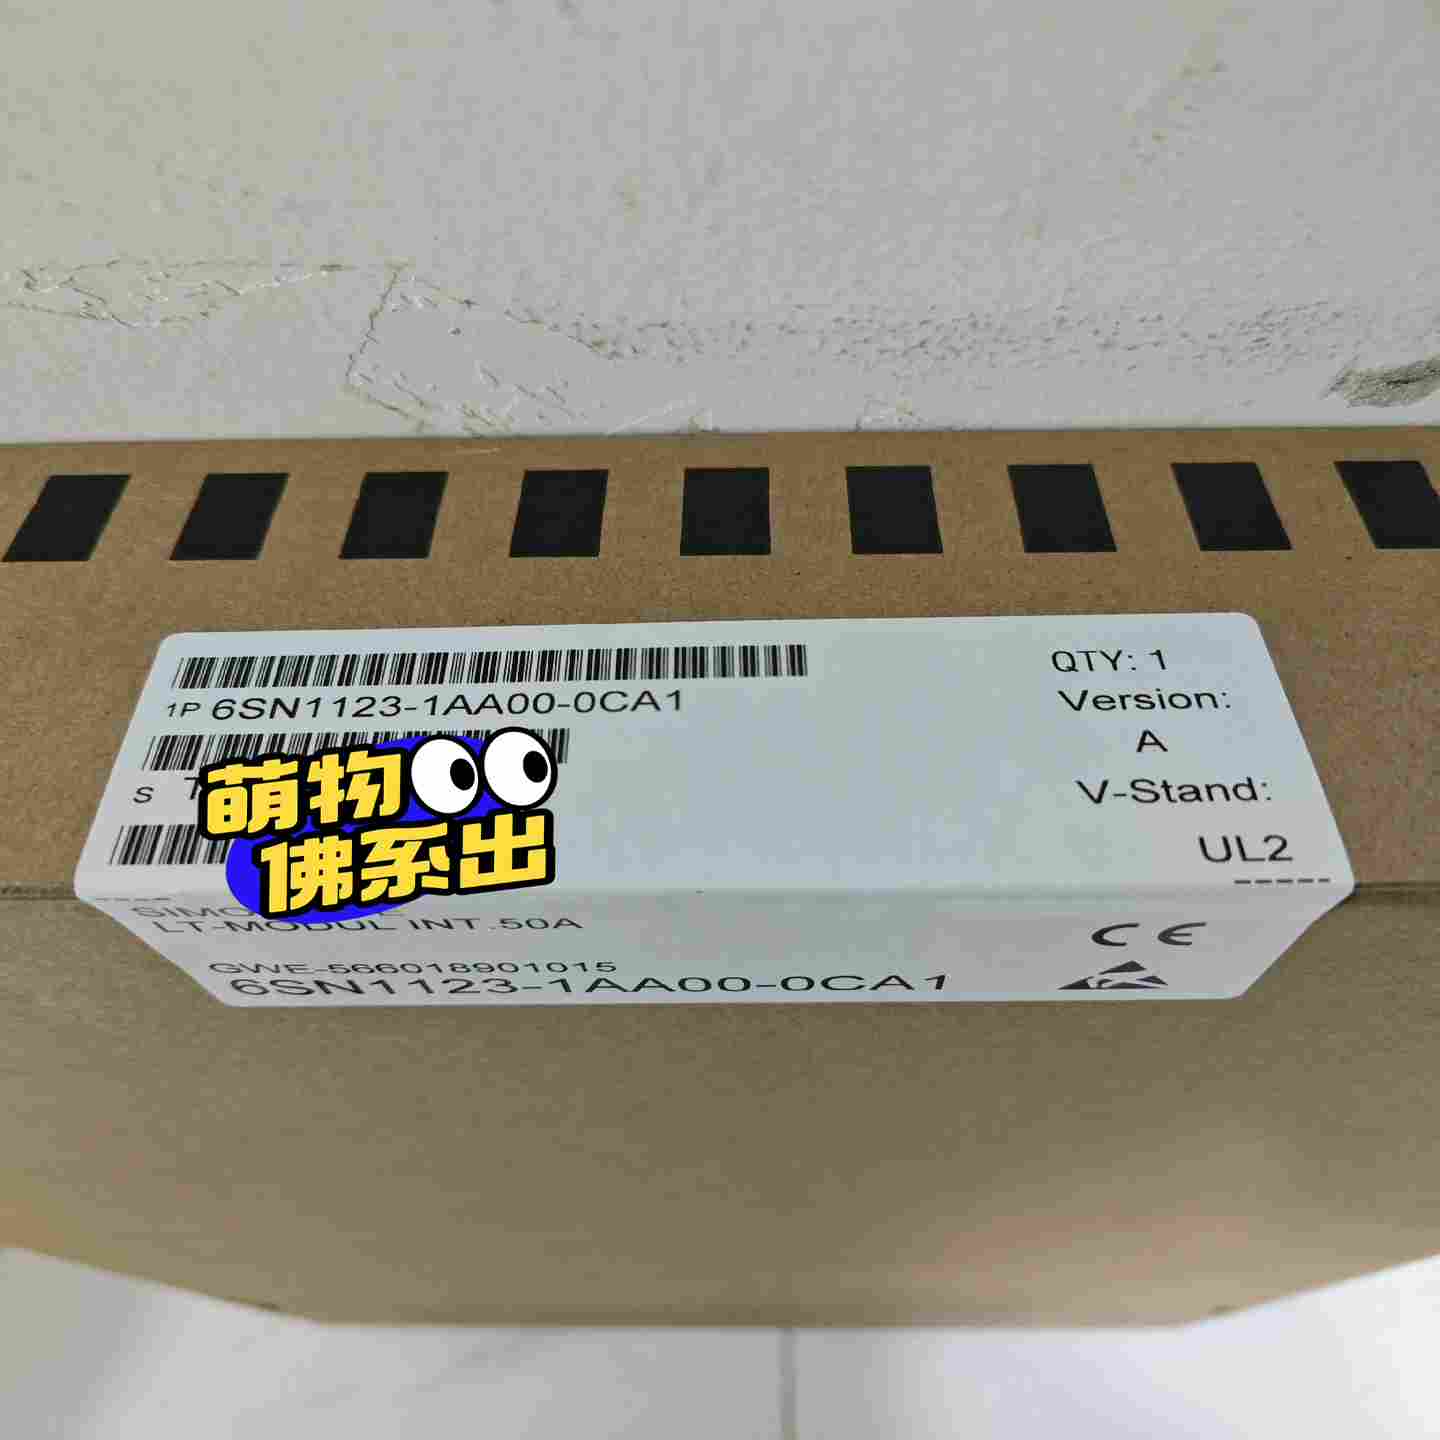 1P 6SN1123-1AA00-0CA1
QTY: 1
Version:
A
S T
萌物
佛系出
V-Stand:
UL2
LT-MODUL INT.50A
GWE-566018901015
6SN1123-1AA00-0CA1
CE